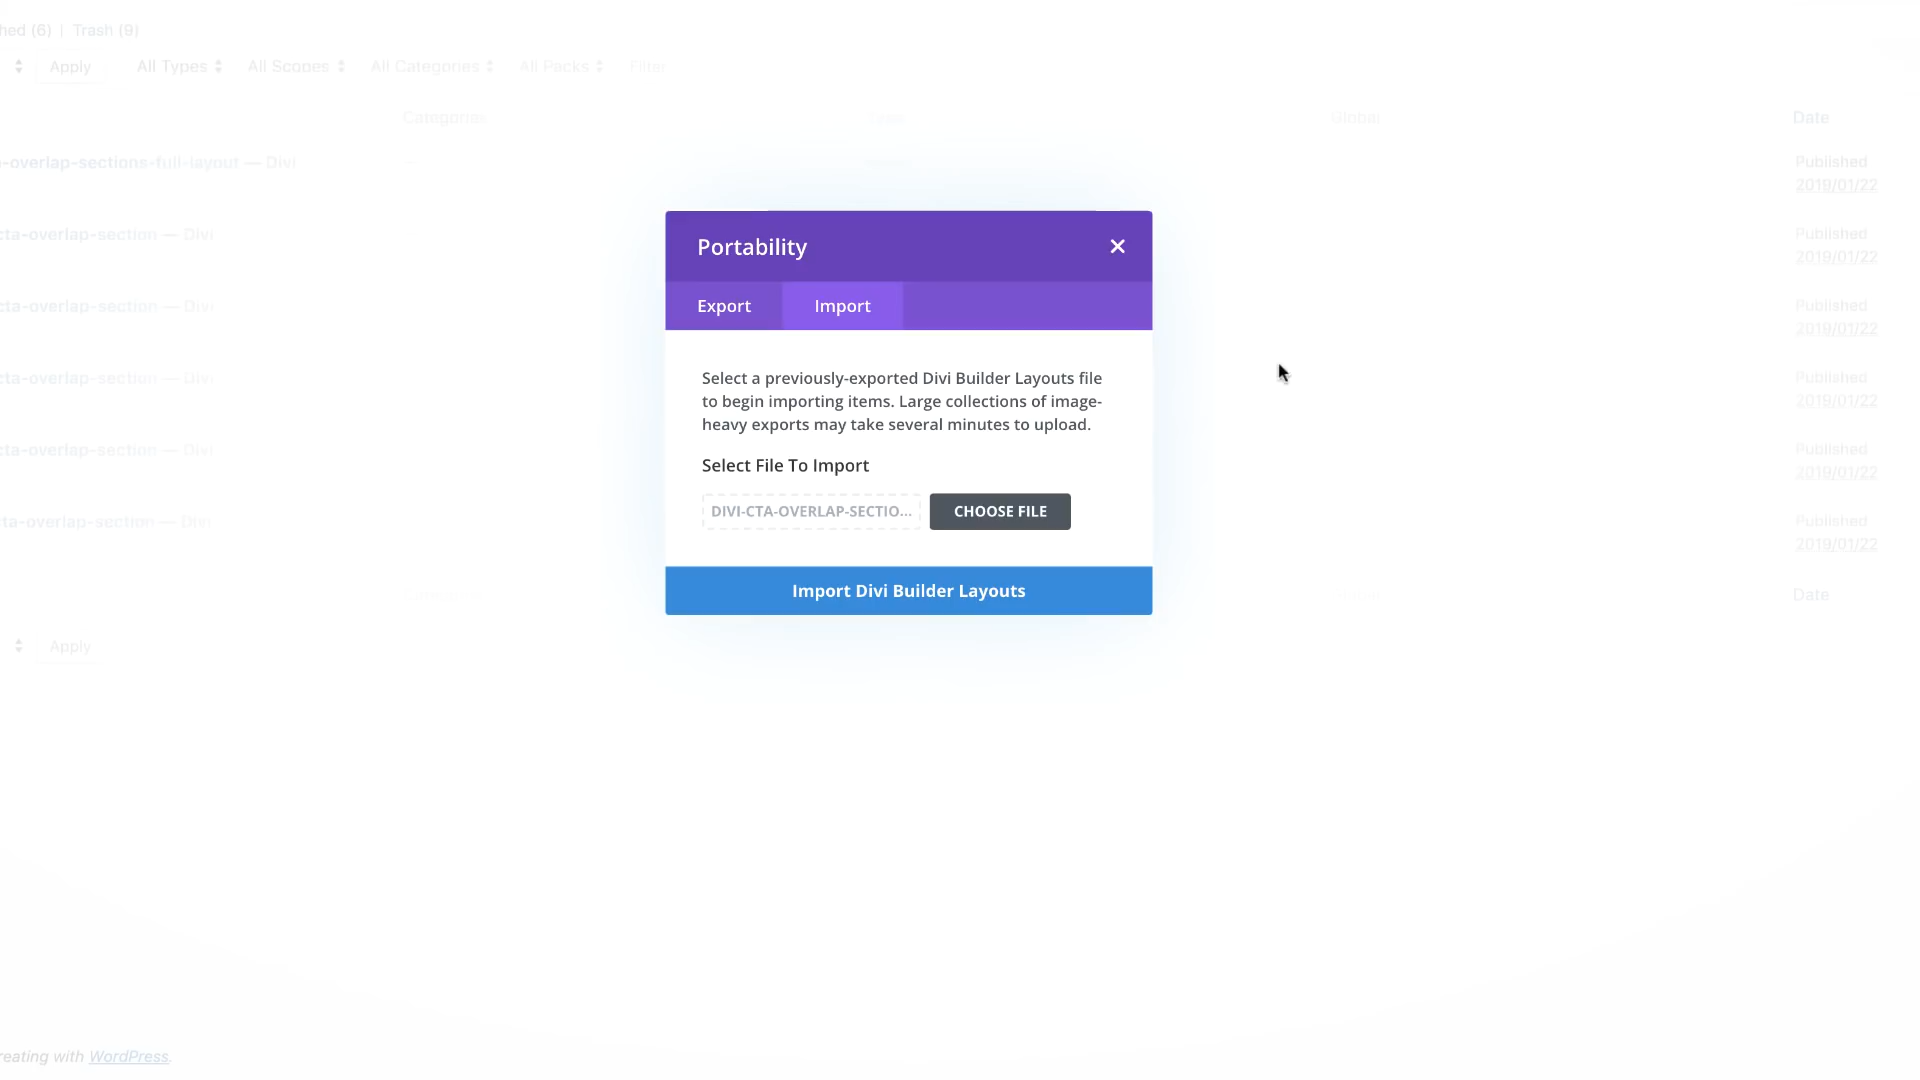 hed (6) | Trash (9)
Apply All Types All Scopes All Categories All Packs Filter
Categories Type Global Date
-overlap-sections-full-layout — Divi Published
2019/01/22
cta-overlap-section — Divi Published
2019/01/22
cta-overlap-section — Divi Published
2019/01/22
cta-overlap-section — Divi Published
2019/01/22
cta-overlap-section — Divi Published
2019/01/22
ta-overlap-section — Divi Published
2019/01/22
Date
Apply
Portability
Export Import
Select a previously-exported Divi Builder Layouts file
to begin importing items. Large collections of image-
heavy exports may take several minutes to upload.
Select File To Import
DIVI-CTA-OVERLAP-SECTIO... CHOOSE FILE
Import Divi Builder Layouts
reating with WordPress.